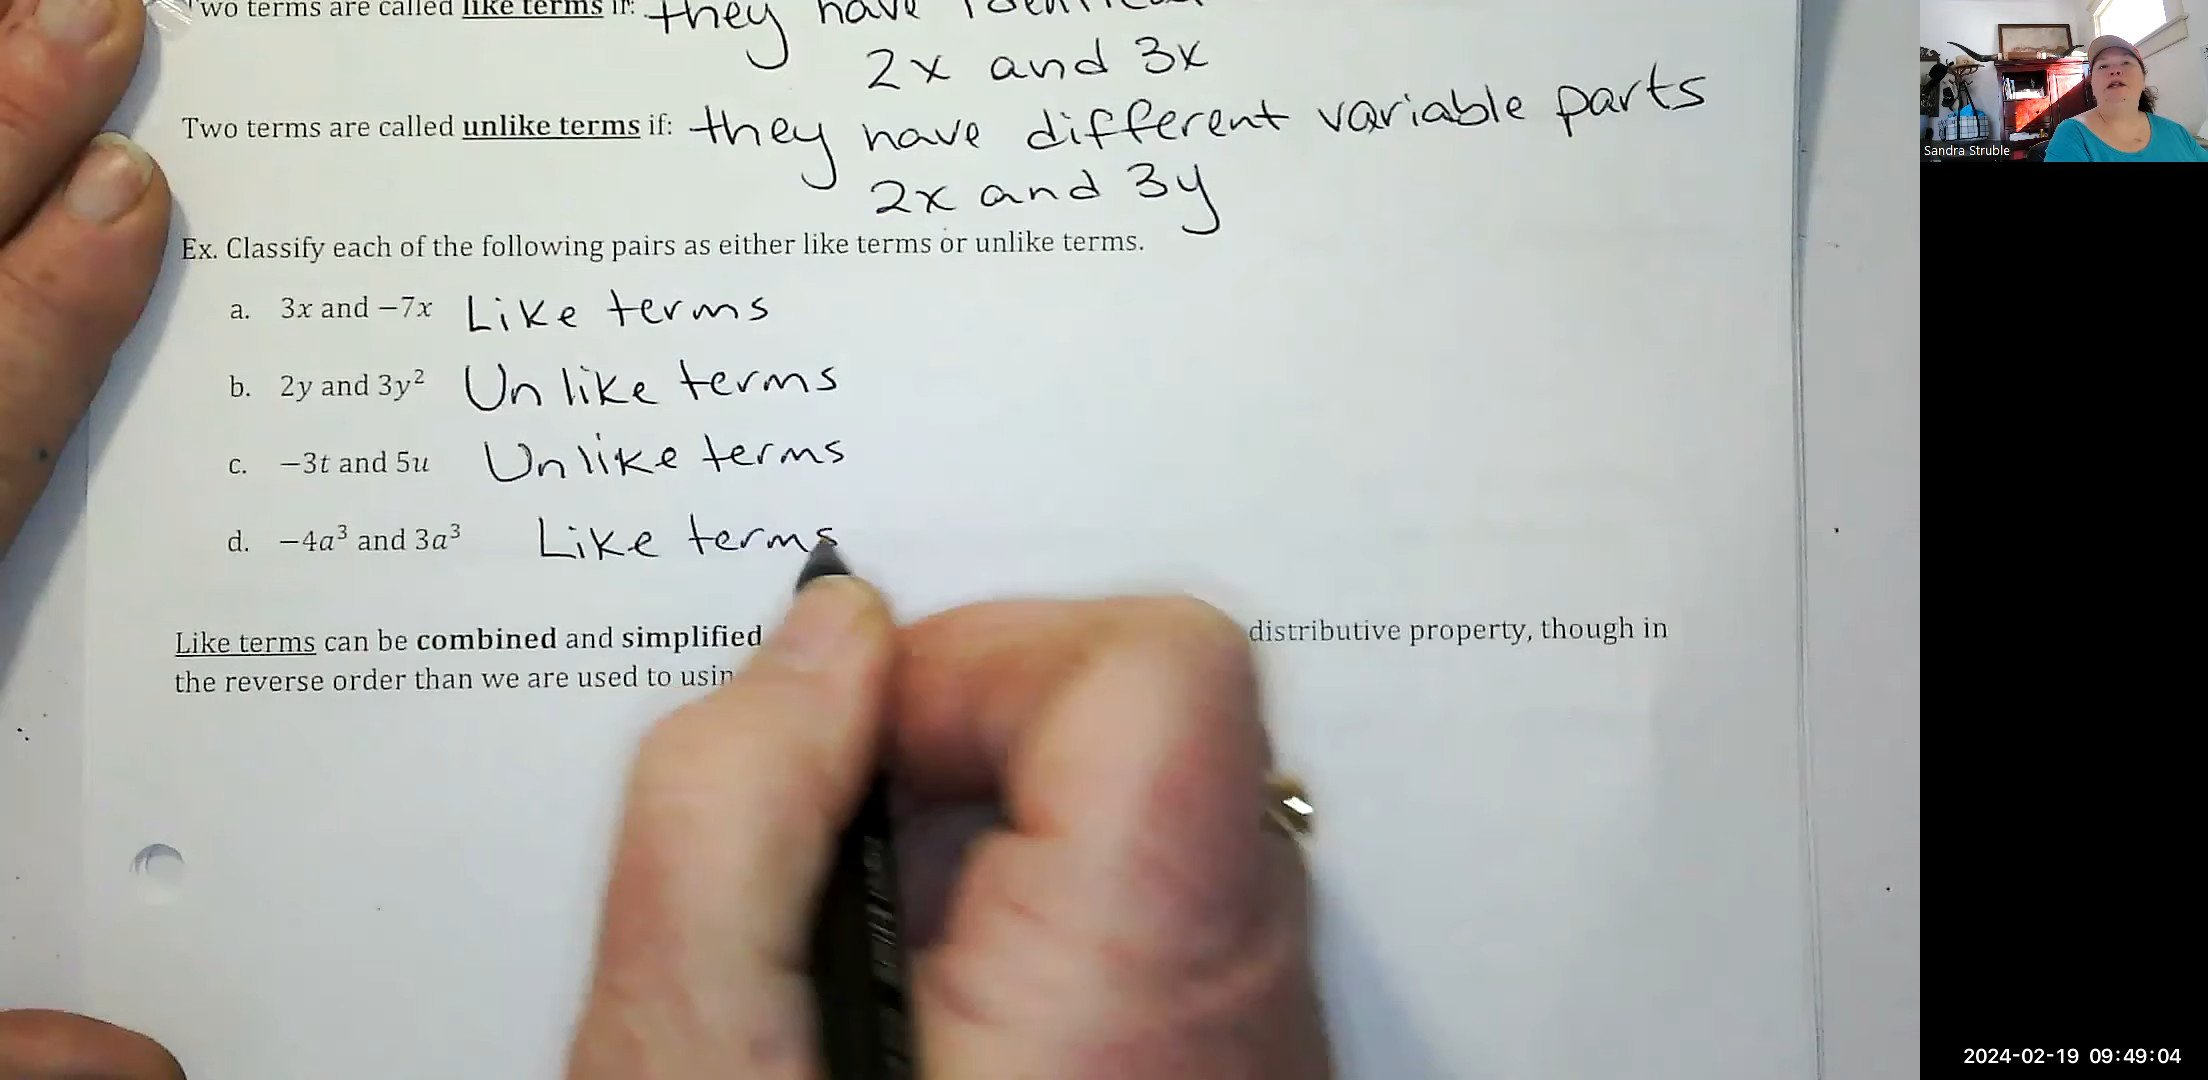 Two terms are called like terms if: they have
2x and 3x
Two terms are called unlike terms if: they have different variable parts
2x and 3y
Ex. Classify each of the following pairs as either like terms or unlike terms.
a. 3x and −7x Like terms
b. 2y and 3y² Unlike terms
c. −3t and 5u Unlike terms
d. −4a³ and 3a³ Like terms
Like terms can be combined and simplified distributive property, though in
the reverse order than we are used to
Sandra Struble
2024-02-19 09:49:04